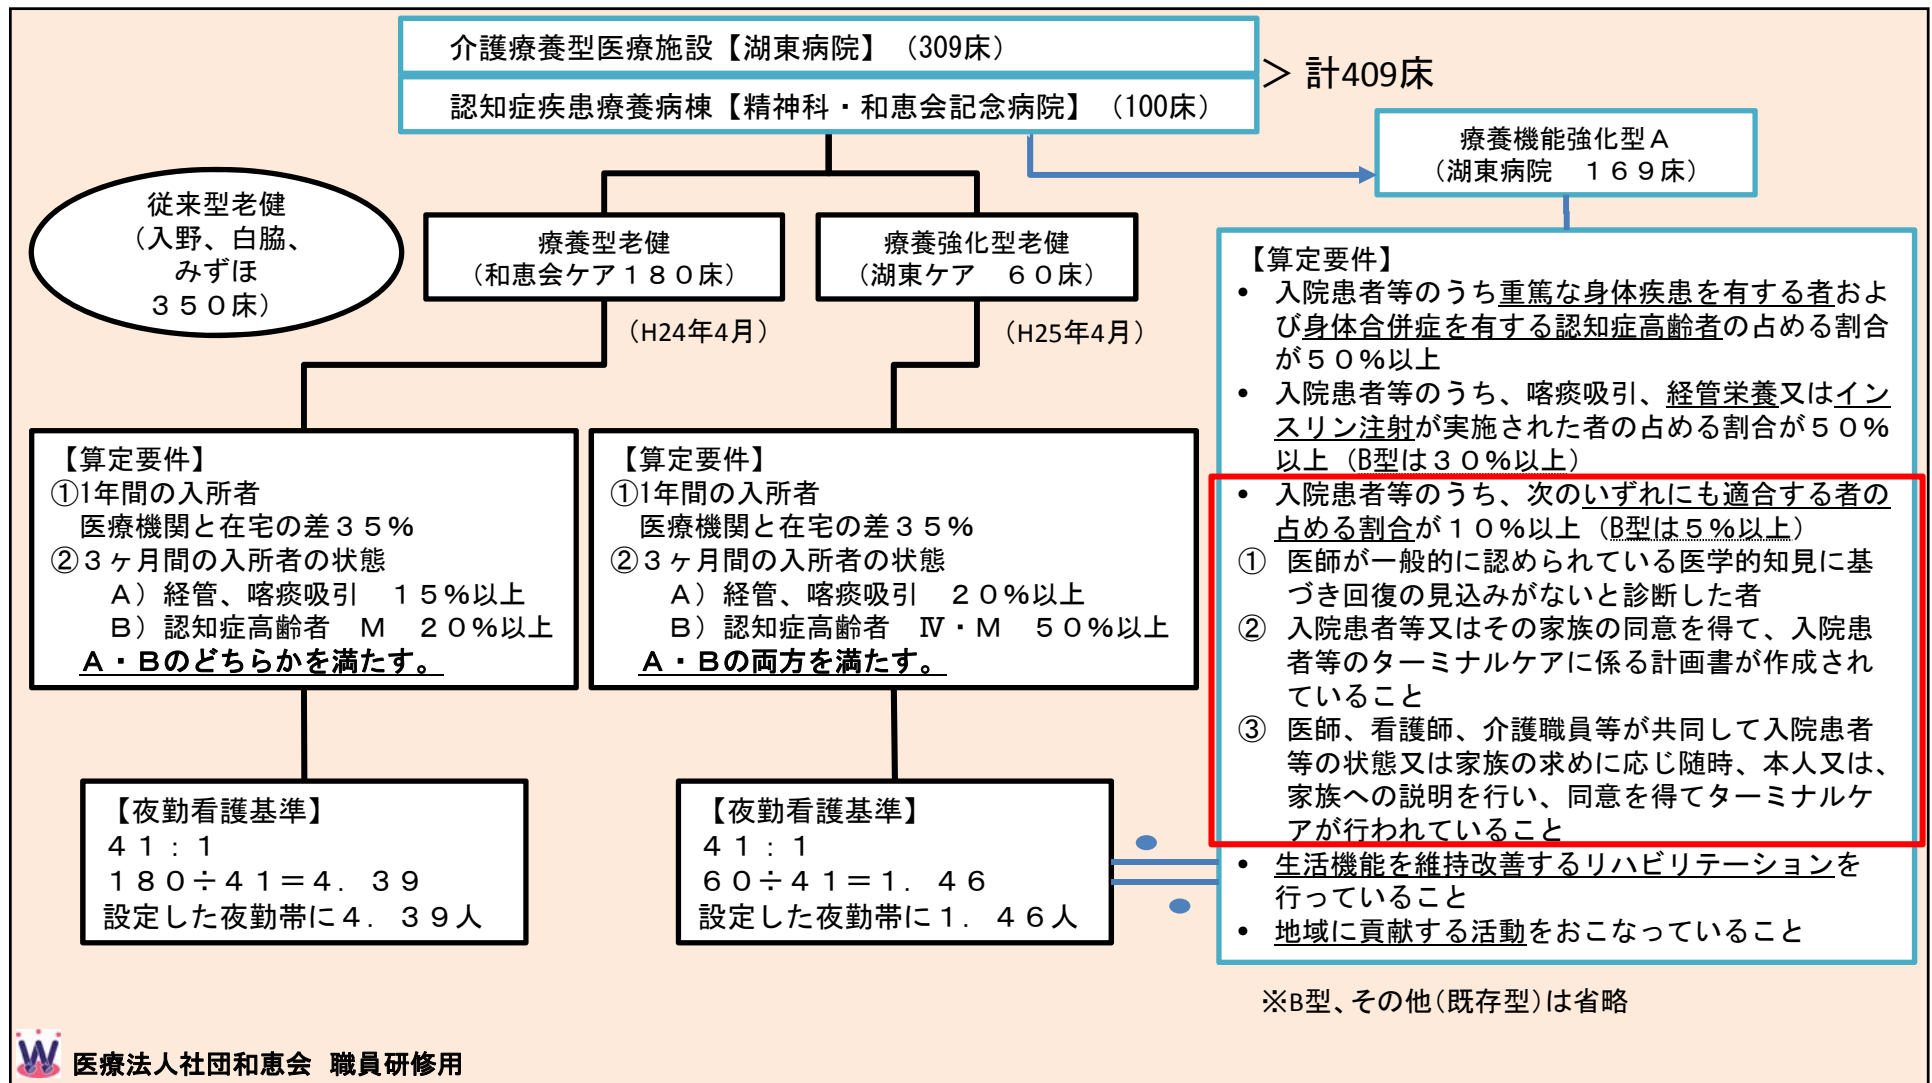 介護療養型医療施設【湖東病院】（309床）
認知症疾患療養病棟【精神科・和恵会記念病院】（100床）
＞計409床
療養機能強化型Ａ
（湖東病院　１６９床）
従来型老健
（入野、白脇、
みずほ
３５０床）
療養型老健
（和恵会ケア１８０床）
（H24年4月）
療養強化型老健
（湖東ケア　６０床）
（H25年4月）
【算定要件】
①1年間の入所者
医療機関と在宅の差３５%
②３ヶ月間の入所者の状態
Ａ）経管、喀痰吸引　１５%以上
Ｂ）認知症高齢者　Ｍ　２０%以上
Ａ・Ｂのどちらかを満たす。
【算定要件】
①1年間の入所者
医療機関と在宅の差３５%
②３ヶ月間の入所者の状態
Ａ）経管、喀痰吸引　２０%以上
Ｂ）認知症高齢者　Ⅳ・Ｍ　５０%以上
Ａ・Ｂの両方を満たす。
【夜勤看護基準】
４１：１
１８０÷４１＝４．３９
設定した夜勤帯に４．３９人
【夜勤看護基準】
４１：１
６０÷４１＝１．４６
設定した夜勤帯に１．４６人
【算定要件】
• 入院患者等のうち重篤な身体疾患を有する者およ
び身体合併症を有する認知症高齢者の占める割合
が５０%以上
• 入院患者等のうち、喀痰吸引、経管栄養又はイン
スリン注射が実施された者の占める割合が５０%
以上（B型は３０%以上）
• 入院患者等のうち、次のいずれにも適合する者の
占める割合が１０%以上（B型は５%以上）
① 医師が一般的に認められている医学的知見に基
づき回復の見込みがないと診断した者
② 入院患者等又はその家族の同意を得て、入院患
者等のターミナルケアに係る計画書が作成され
ていること
③ 医師、看護師、介護職員等が共同して入院患者
等の状態又は家族の求めに応じ随時、本人又は、
家族への説明を行い、同意を得てターミナルケ
アが行われていること
• 生活機能を維持改善するリハビリテーションを
行っていること
• 地域に貢献する活動をおこなっていること
※B型、その他（既存型）は省略
W 医療法人社団和恵会 職員研修用